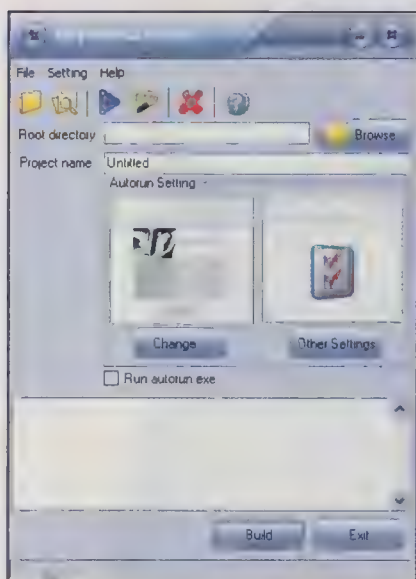 File Setting Help
Root directory
Browse
Project name Untitled
Autorun Setting
Change
Other Settings
Run autorun exe
Build
Exit